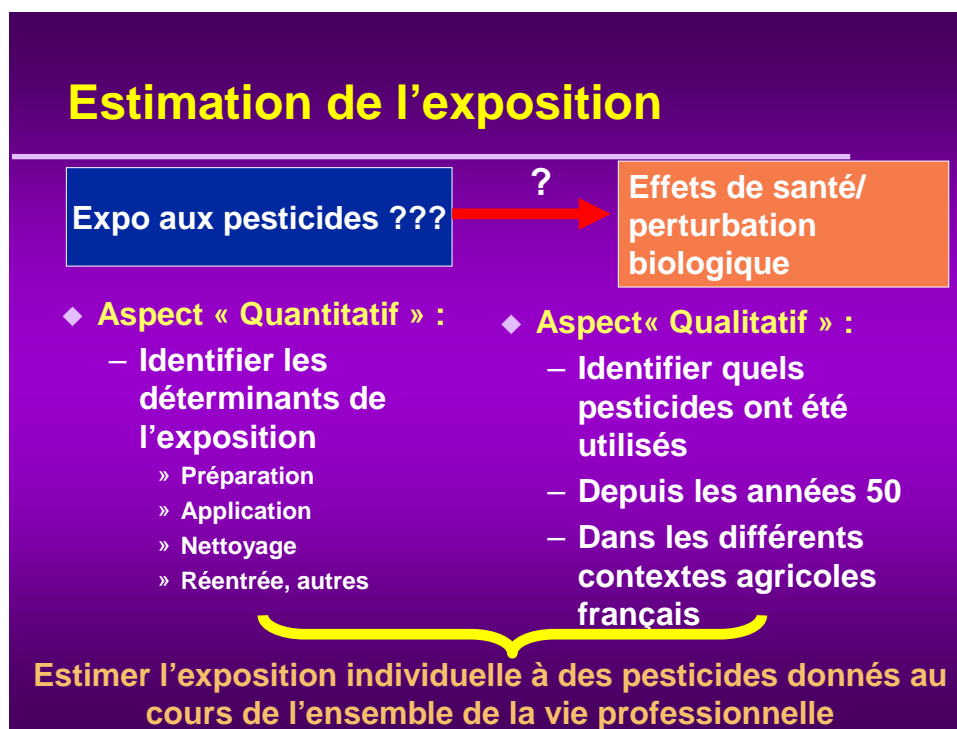 Estimation de l'exposition
Expo aux pesticides ???
?
Effets de santé/
perturbation
biologique
◆ Aspect « Quantitatif » :
– Identifier les
déterminants de
l'exposition
» Préparation
» Application
» Nettoyage
» Réentrée, autres
◆ Aspect« Qualitatif » :
– Identifier quels
pesticides ont été
utilisés
– Depuis les années 50
– Dans les différents
contextes agricoles
français
Estimer l'exposition individuelle à des pesticides donnés au
cours de l'ensemble de la vie professionnelle